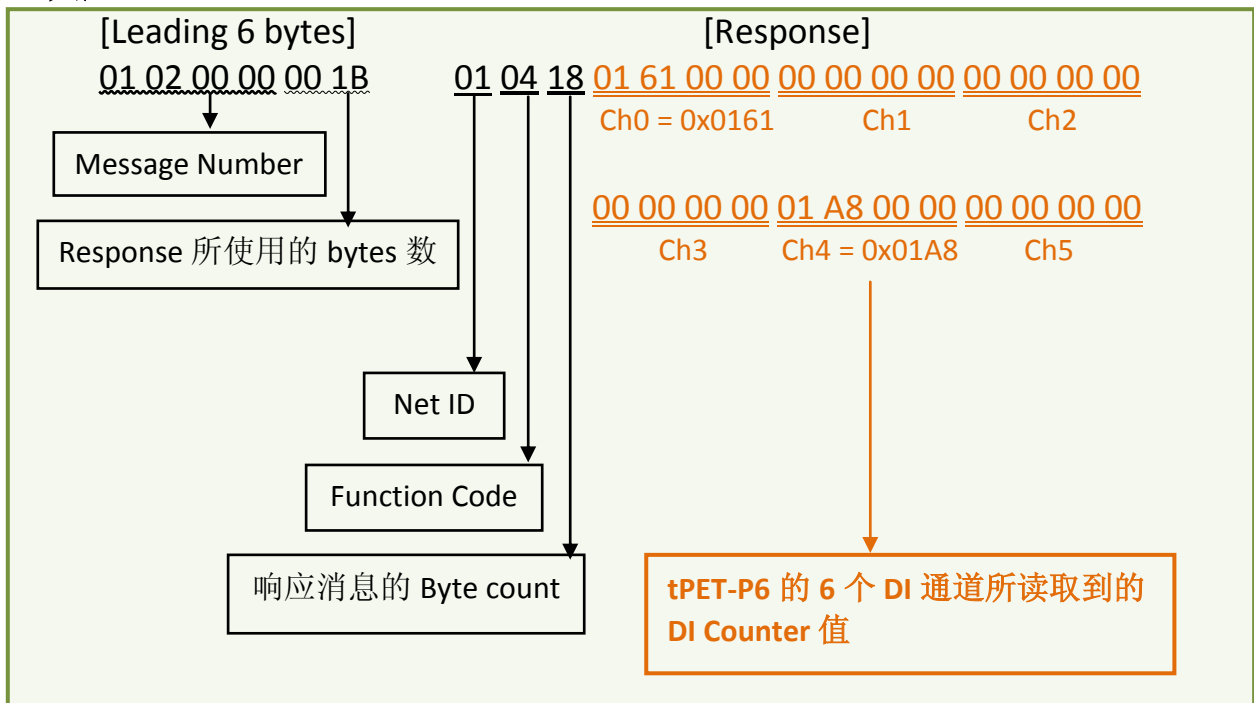 [Leading 6 bytes] [Response]
01 02 00 00 00 1B 01 04 18 01 61 00 00 00 00 00 00 00 00 00 00
Ch0 = 0x0161 Ch1 Ch2
Message Number
00 00 00 00 01 A8 00 00 00 00 00 00
Response 所使用的 bytes 数
Ch3 Ch4 = 0x01A8 Ch5
Net ID
Function Code
响应消息的 Byte count
tPET-P6 的 6 个 DI 通道所读取到的
DI Counter 值